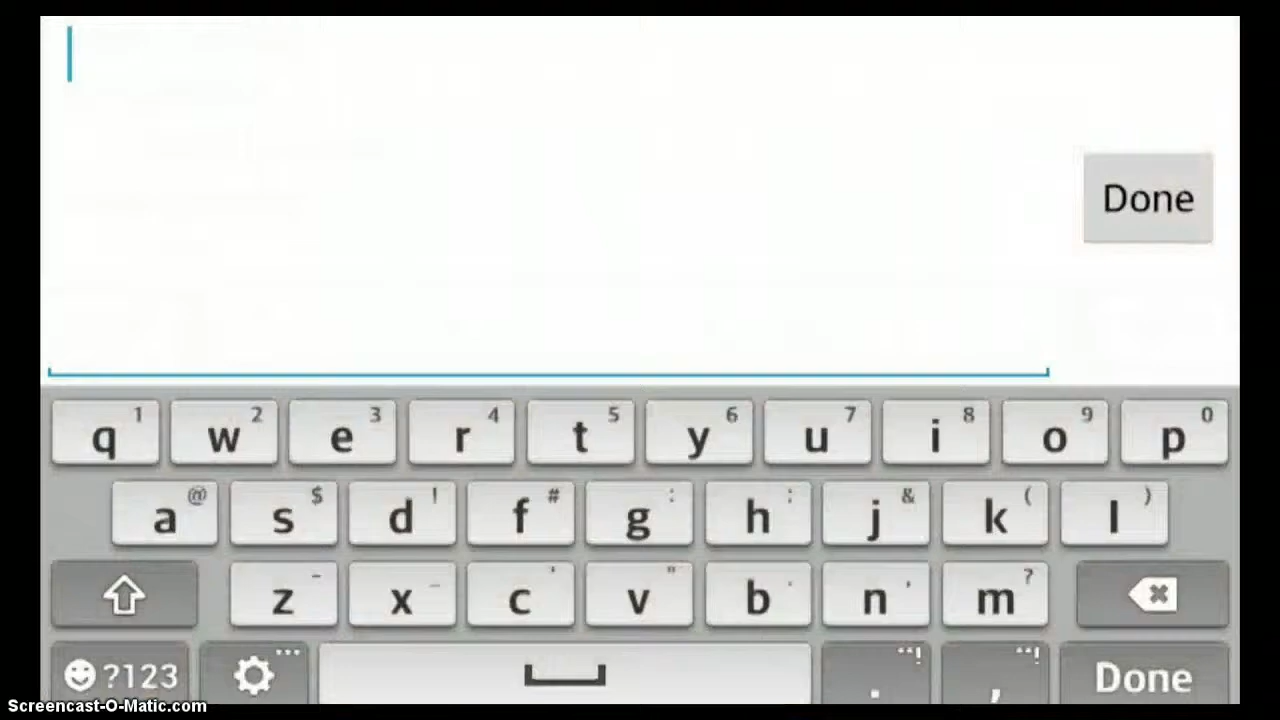 Done
1 2 3 4 5 6 7 8 9 0
q w e r t y u i o p
@ $ ! # : ; & ( )
a s d f g h j k l
- _ ' " . , ?
z x c v b n m
?123 . , Done
Screencast-O-Matic.com